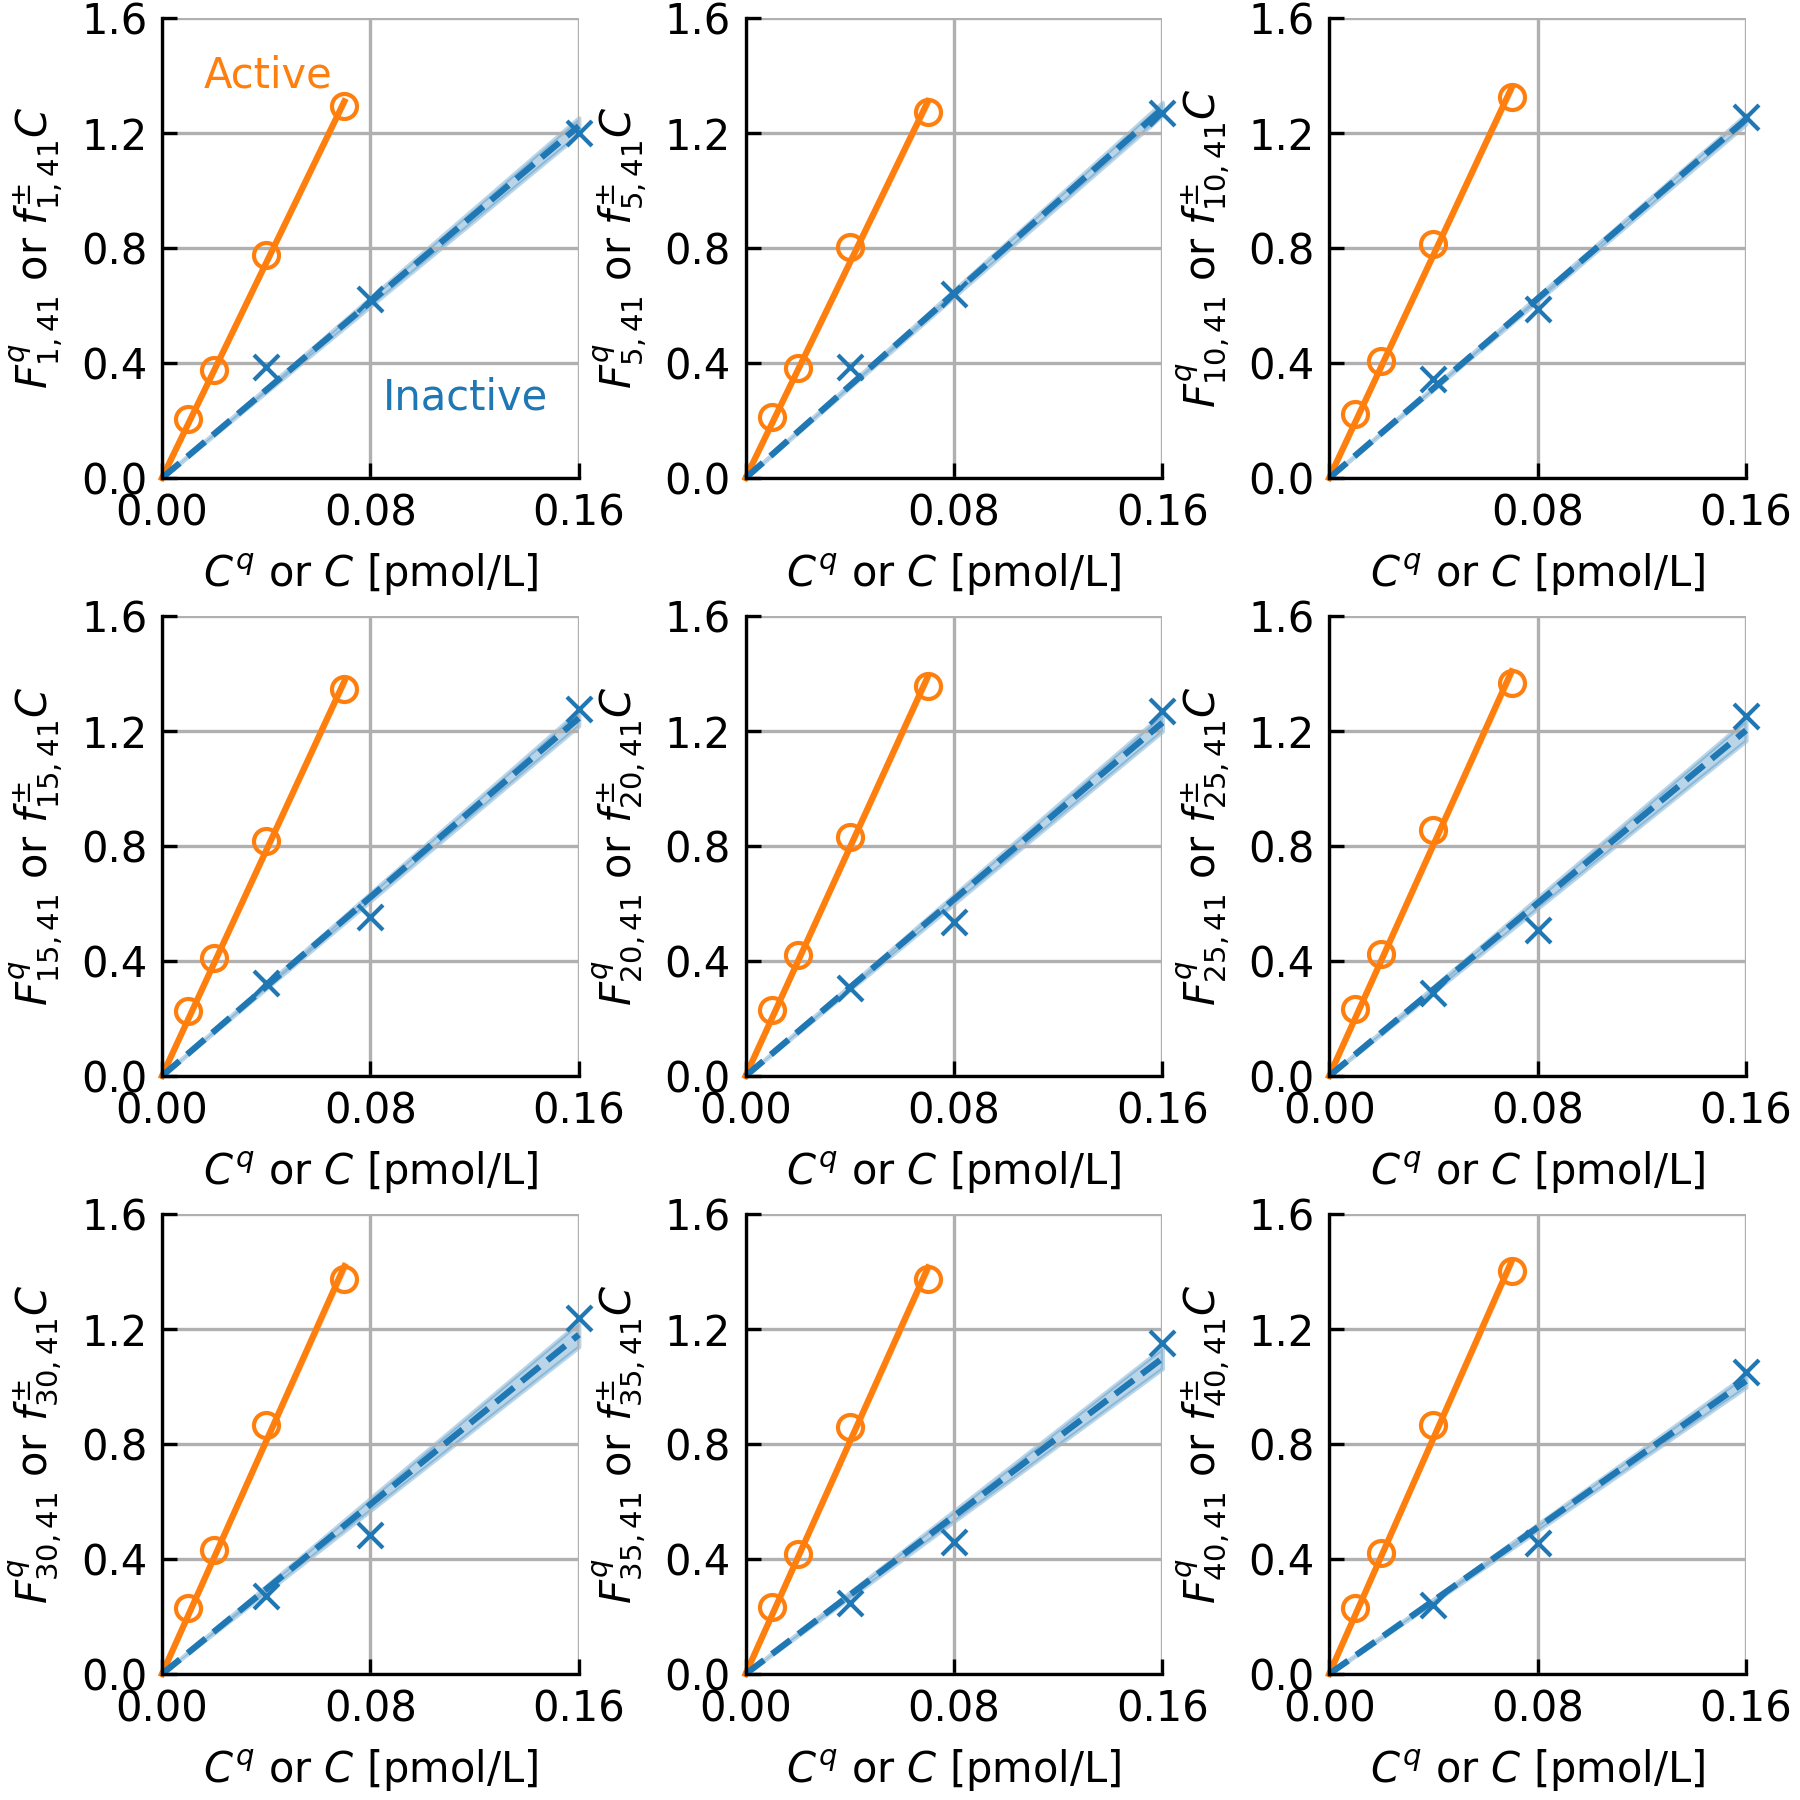 1.6 1.6 1.6
Active
1.2 1.2 1.2
0.8 0.8 0.8
0.4 0.4 0.4
Inactive
0.0 0.0 0.0
F^q_{1,41} or f^±_{1,41}C F^q_{5,41} or f^±_{5,41}C F^q_{10,41} or f^±_{10,41}C
0.00 0.08 0.16 0.08 0.16 0.08 0.16
C^q or C [pmol/L] C^q or C [pmol/L] C^q or C [pmol/L]
1.6 1.6 1.6
1.2 1.2 1.2
0.8 0.8 0.8
0.4 0.4 0.4
0.0 0.0 0.0
F^q_{15,41} or f^±_{15,41}C F^q_{20,41} or f^±_{20,41}C F^q_{25,41} or f^±_{25,41}C
0.00 0.08 0.16 0.00 0.08 0.16 0.00 0.08 0.16
C^q or C [pmol/L] C^q or C [pmol/L] C^q or C [pmol/L]
1.6 1.6 1.6
1.2 1.2 1.2
0.8 0.8 0.8
0.4 0.4 0.4
0.0 0.0 0.0
F^q_{30,41} or f^±_{30,41}C F^q_{35,41} or f^±_{35,41}C F^q_{40,41} or f^±_{40,41}C
0.00 0.08 0.16 0.00 0.08 0.16 0.00 0.08 0.16
C^q or C [pmol/L] C^q or C [pmol/L] C^q or C [pmol/L]